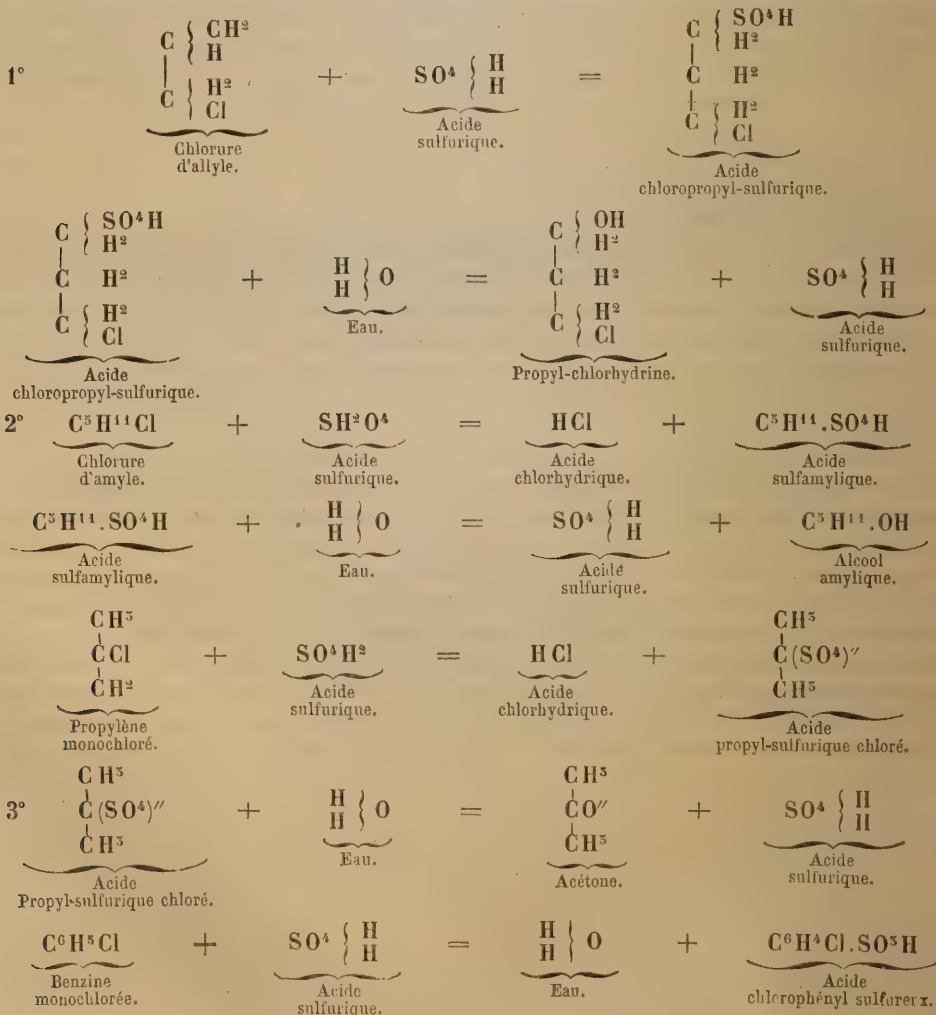 C { CH² H
1° | + SO⁴ { H H =
C { H² Cl
C { SO⁴H H²
| C H²
| C { H² Cl
Chlorure d'allyle. Acide sulfurique. Acide chloropropyl-sulfurique.
C { SO⁴H H² C { OH H²
C H² + H H } O = C H² + SO⁴ { H H
C { H² Cl Eau. C { H² Cl Acide sulfurique.
Acide chloropropyl-sulfurique. Propyl-chlorhydrine.
2° C⁵H¹¹Cl + SH²O⁴ = HCl + C⁵H¹¹.SO⁴H
Chlorure d'amyle. Acide sulfurique. Acide chlorhydrique. Acide sulfamylique.
C⁵H¹¹.SO⁴H + H H } O = SO⁴ { H H + C⁵H¹¹.OH
Acide sulfamylique. Eau. Acide sulfurique. Alcool amylique.
CH³ CH³
CCl + SO⁴H² = HCl + C(SO⁴)″
CH² CH³
Propylène monochloré. Acide sulfurique. Acide chlorhydrique. Acide propyl-sulfurique chloré.
CH³ CH³
3° C(SO⁴)″ + H H } O = CO″ + SO⁴ { H H
CH³ CH³
Acide Propyl-sulfurique chloré. Eau. Acétone. Acide sulfurique.
C⁶H⁵Cl + SO⁴ { H H = H H } O + C⁶H⁴Cl.SO³H
Benzine monochlorée. Acide sulfurique. Eau. Acide chlorophényl sulfureux.